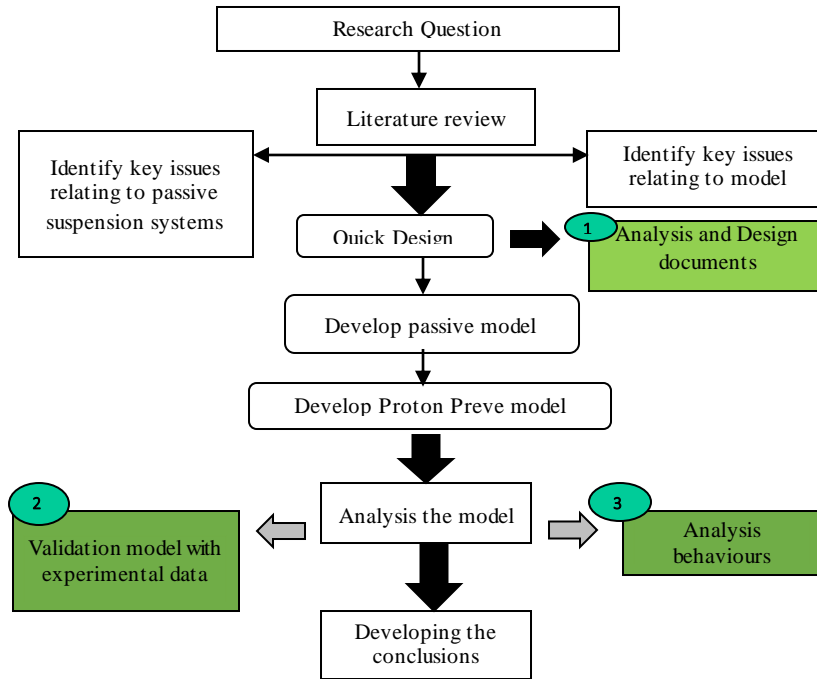 Research Question
Literature review
Identify key issues
relating to passive
suspension systems
Identify key issues
relating to model
Quick Design
1
Analysis and Design
documents
Develop passive model
Develop Proton Preve model
2
Validation model with
experimental data
Analysis the model
3
Analysis
behaviours
Developing the
conclusions